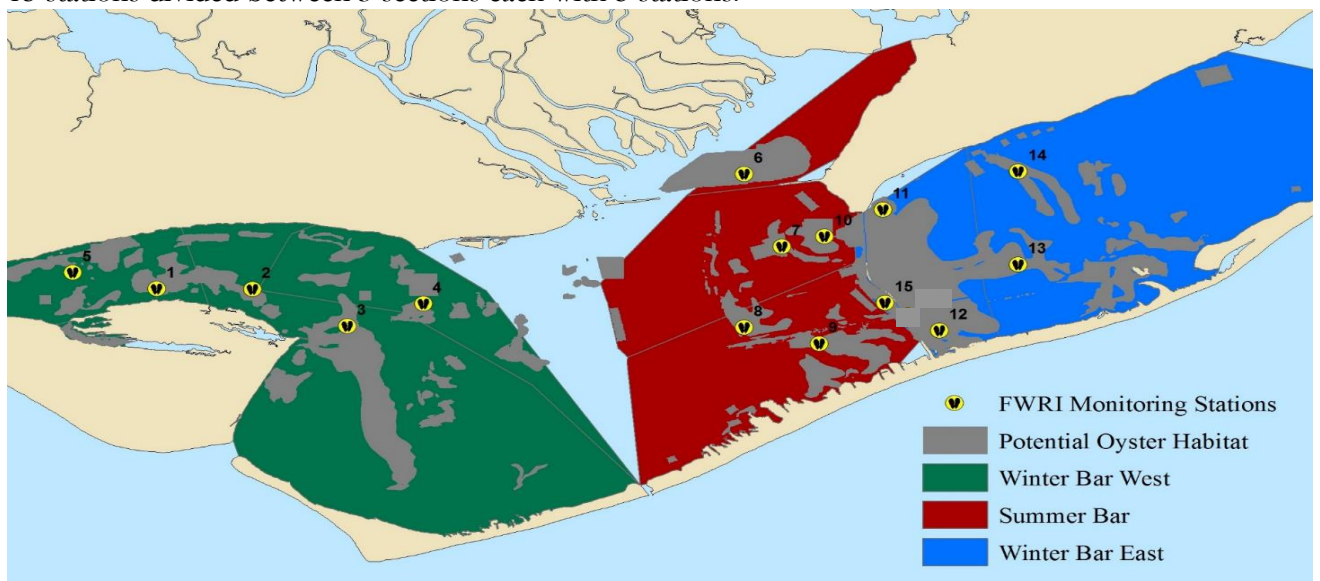 15 stations divided between 3 sections each with 5 stations.
6
14
11
10
7
13
5
1
2
4
15
3
8
12
9
FWRI Monitoring Stations
Potential Oyster Habitat
Winter Bar West
Summer Bar
Winter Bar East